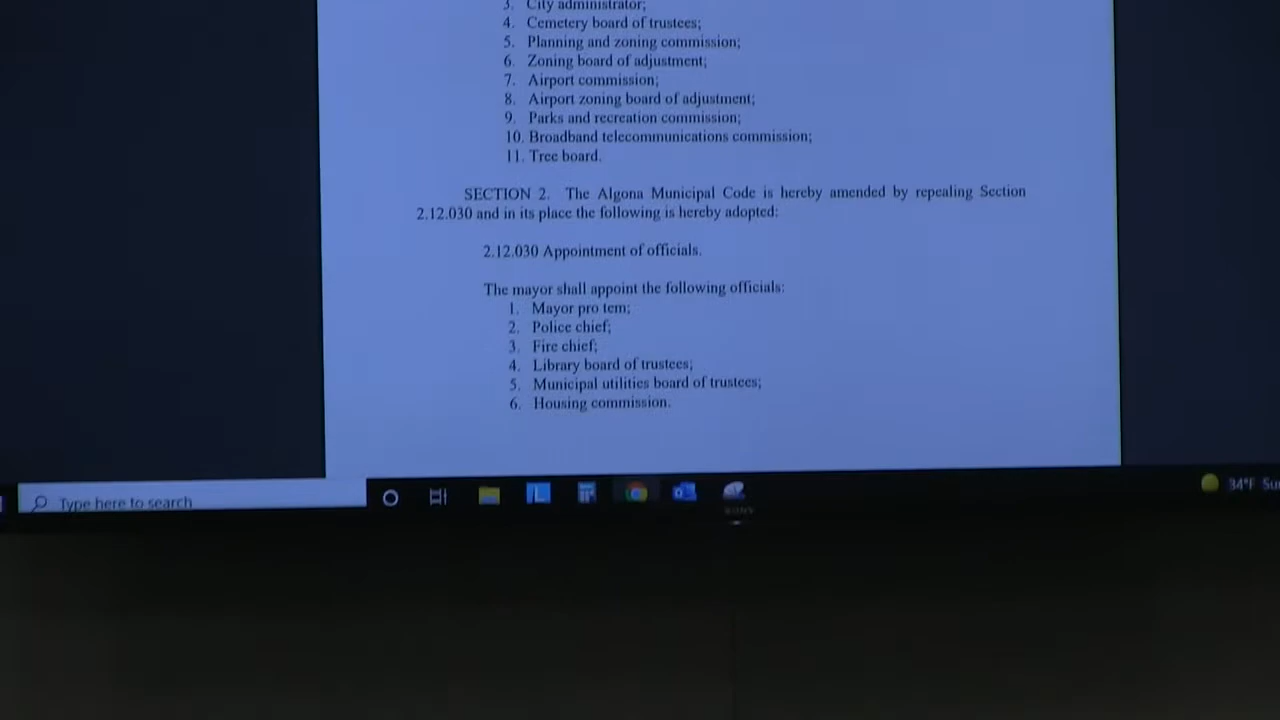 3. City administrator;
4. Cemetery board of trustees;
5. Planning and zoning commission;
6. Zoning board of adjustment;
7. Airport commission;
8. Airport zoning board of adjustment;
9. Parks and recreation commission;
10. Broadband telecommunications commission;
11. Tree board.
SECTION 2. The Algona Municipal Code is hereby amended by repealing Section
2.12.030 and in its place the following is hereby adopted:
2.12.030 Appointment of officials.
The mayor shall appoint the following officials:
1. Mayor pro tem;
2. Police chief;
3. Fire chief;
4. Library board of trustees;
5. Municipal utilities board of trustees;
6. Housing commission.
Type here to search
34°F Su
SONY